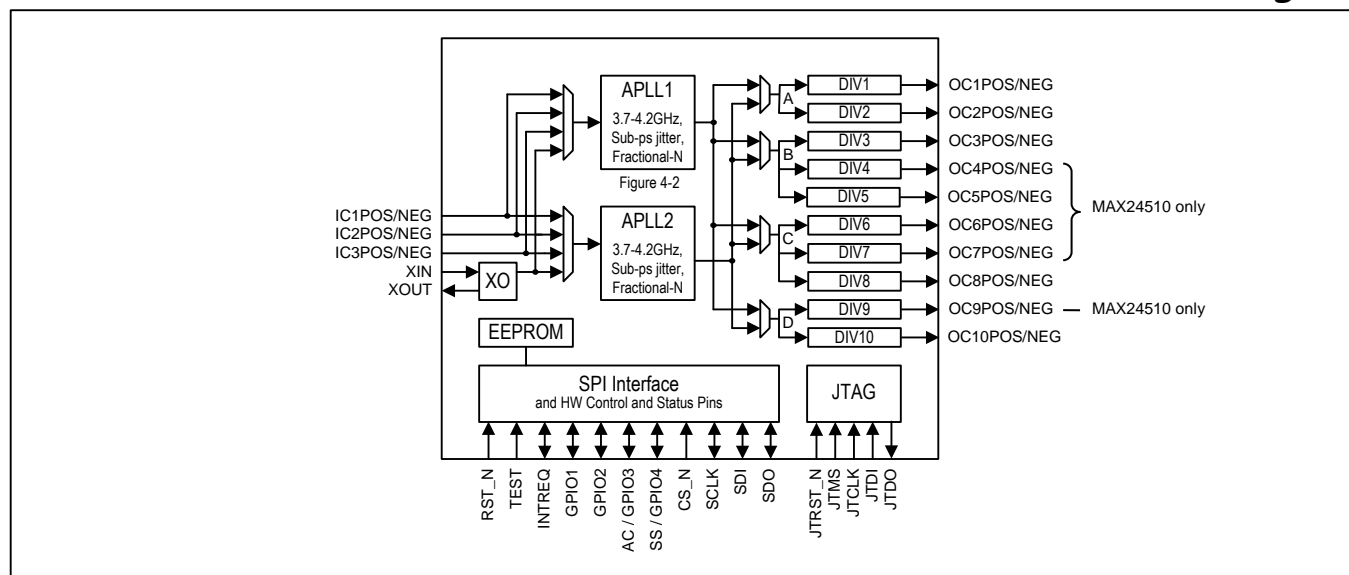 APLL1
3.7-4.2GHz,
Sub-ps jitter,
Fractional-N
Figure 4-2
APLL2
3.7-4.2GHz,
Sub-ps jitter,
Fractional-N
IC1POS/NEG
IC2POS/NEG
IC3POS/NEG
XIN
XOUT
XO
A
B
C
D
DIV1
DIV2
DIV3
DIV4
DIV5
DIV6
DIV7
DIV8
DIV9
DIV10
OC1POS/NEG
OC2POS/NEG
OC3POS/NEG
OC4POS/NEG
OC5POS/NEG
OC6POS/NEG
OC7POS/NEG
OC8POS/NEG
OC9POS/NEG
OC10POS/NEG
MAX24510 only
MAX24510 only
EEPROM
SPI Interface
and HW Control and Status Pins
JTAG
RST_N
TEST
INTREQ
GPIO1
GPIO2
AC / GPIO3
SS / GPIO4
CS_N
SCLK
SDI
SDO
JTRST_N
JTMS
JTCLK
JTDI
JTDO